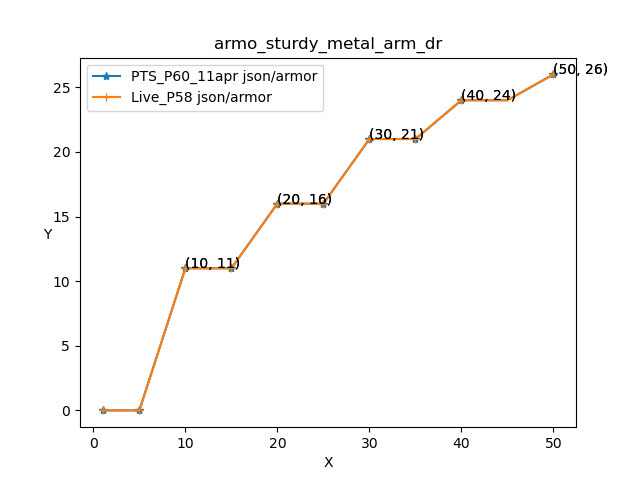 armo_sturdy_metal_arm_dr
PTS_P60_11apr json/armor
Live_P58 json/armor
(50, 26)
(40, 24)
(30, 21)
(20, 16)
(10, 11)
Y
25
20
15
10
5
0
0 10 20 30 40 50
X